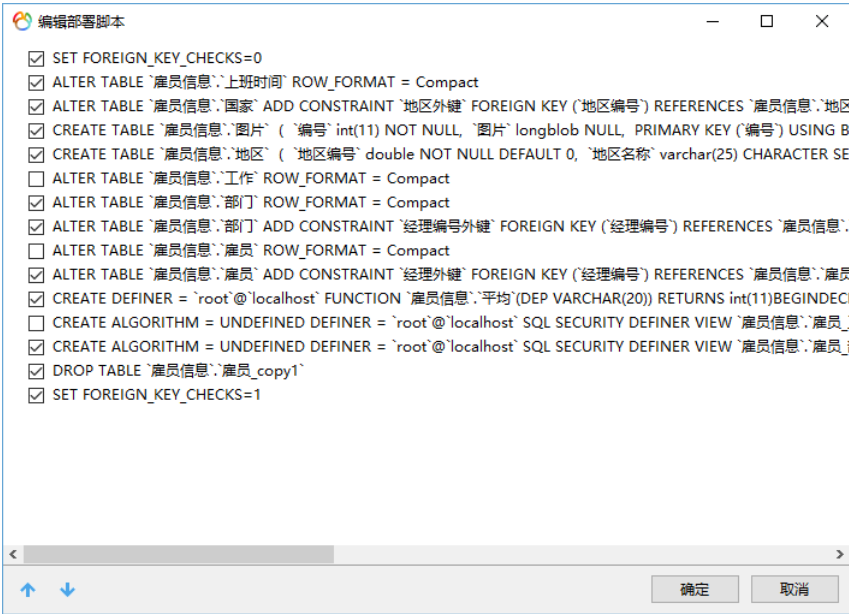 编辑部署脚本
SET FOREIGN_KEY_CHECKS=0
ALTER TABLE `雇员信息`.`上班时间` ROW_FORMAT = Compact
ALTER TABLE `雇员信息`.`国家` ADD CONSTRAINT `地区外键` FOREIGN KEY (`地区编号`) REFERENCES `雇员信息`.`地区
CREATE TABLE `雇员信息`.`图片` ( `编号` int(11) NOT NULL, `图片` longblob NULL, PRIMARY KEY (`编号`) USING B
CREATE TABLE `雇员信息`.`地区` ( `地区编号` double NOT NULL DEFAULT 0, `地区名称` varchar(25) CHARACTER SE
ALTER TABLE `雇员信息`.`工作` ROW_FORMAT = Compact
ALTER TABLE `雇员信息`.`部门` ROW_FORMAT = Compact
ALTER TABLE `雇员信息`.`部门` ADD CONSTRAINT `经理编号外键` FOREIGN KEY (`经理编号`) REFERENCES `雇员信息`.
ALTER TABLE `雇员信息`.`雇员` ROW_FORMAT = Compact
ALTER TABLE `雇员信息`.`雇员` ADD CONSTRAINT `经理外键` FOREIGN KEY (`经理编号`) REFERENCES `雇员信息`.`雇员
CREATE DEFINER = `root`@`localhost` FUNCTION `雇员信息`.`平均`(DEP VARCHAR(20)) RETURNS int(11)BEGINDECI
CREATE ALGORITHM = UNDEFINED DEFINER = `root`@`localhost` SQL SECURITY DEFINER VIEW `雇员信息`.`雇员_
CREATE ALGORITHM = UNDEFINED DEFINER = `root`@`localhost` SQL SECURITY DEFINER VIEW `雇员信息`.`雇员_
DROP TABLE `雇员信息`.`雇员_copy1`
SET FOREIGN_KEY_CHECKS=1
确定
取消